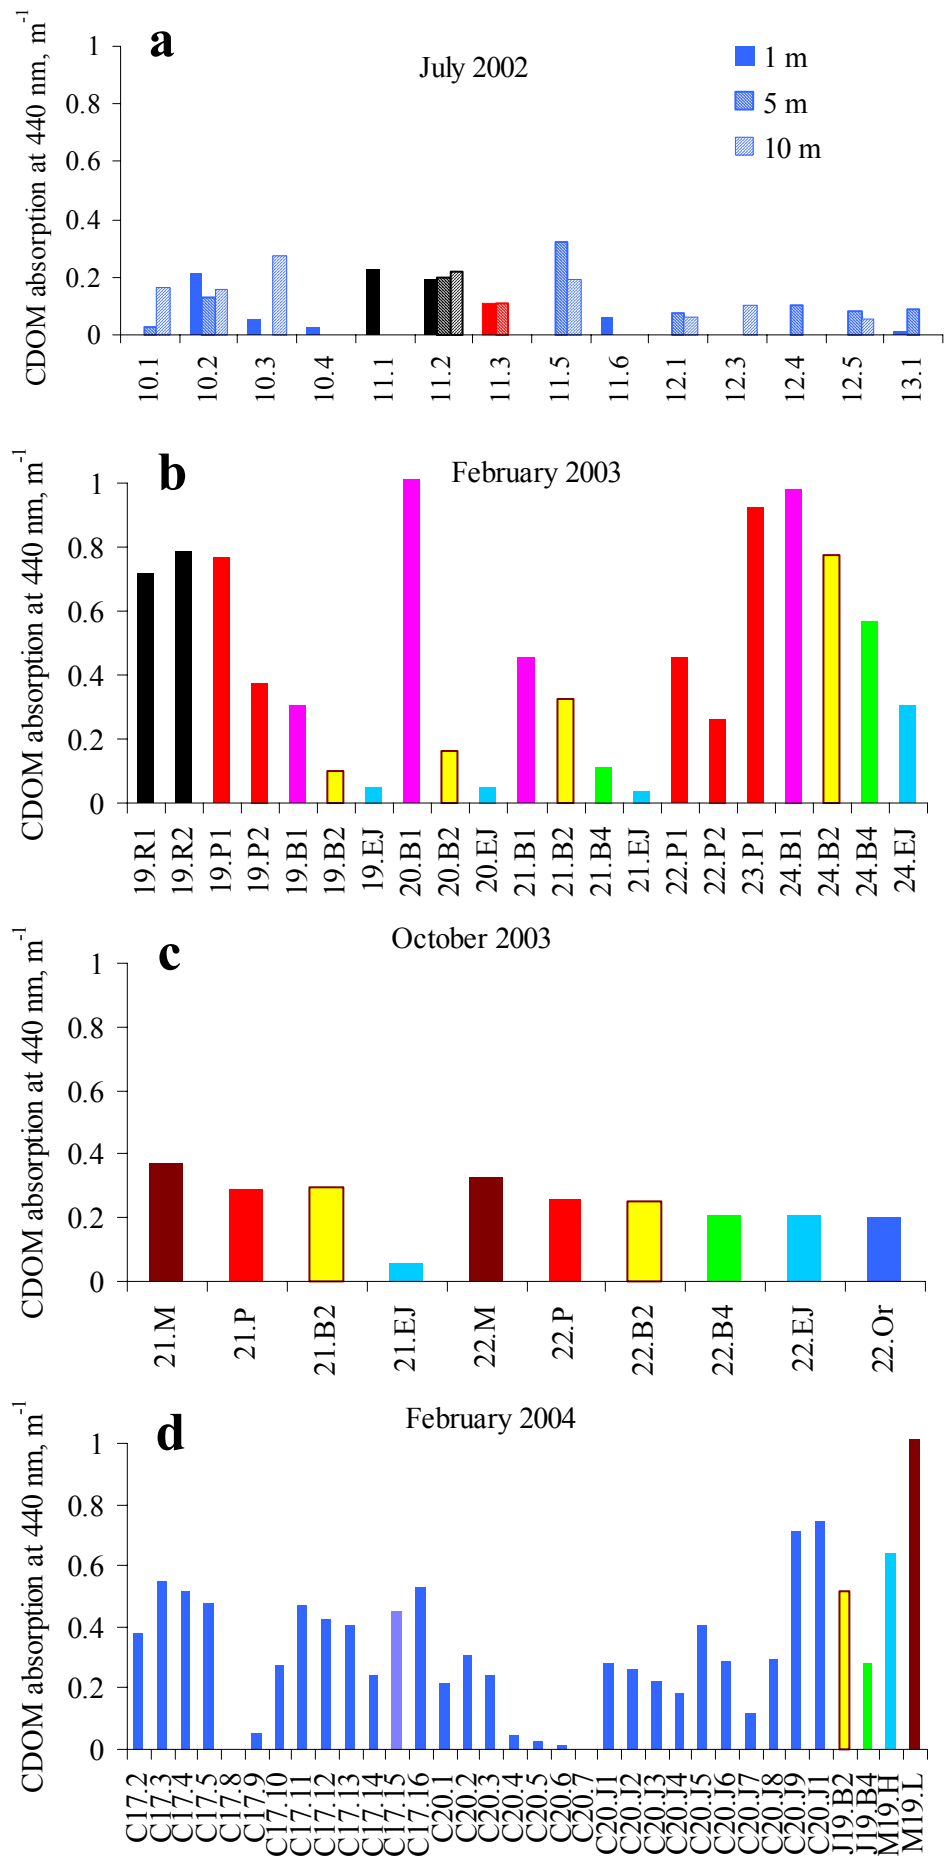 a
July 2002
1 m
5 m
10 m
CDOM absorption at 440 nm, m-1
1
0.8
0.6
0.4
0.2
0
10.1
10.2
10.3
10.4
11.1
11.2
11.3
11.5
11.6
12.1
12.3
12.4
12.5
13.1
b
February 2003
CDOM absorption at 440 nm, m-1
1
0.8
0.6
0.4
0.2
0
19.R1
19.R2
19.P1
19.P2
19.B1
19.B2
19.EJ
20.B1
20.B2
20.EJ
21.B1
21.B2
21.B4
21.EJ
22.P1
22.P2
23.P1
24.B1
24.B2
24.B4
24.EJ
c
October 2003
CDOM absorption at 440 nm, m-1
1
0.8
0.6
0.4
0.2
0
21.M
21.P
21.B2
21.EJ
22.M
22.P
22.B2
22.B4
22.EJ
22.Or
d
February 2004
CDOM absorption at 440 nm, m-1
1
0.8
0.6
0.4
0.2
0
C17.2
C17.3
C17.4
C17.5
C17.8
C17.9
C17.10
C17.11
C17.12
C17.13
C17.14
C17.15
C17.16
C20.1
C20.2
C20.3
C20.4
C20.5
C20.6
C20.7
C20.J1
C20.J2
C20.J3
C20.J4
C20.J5
C20.J6
C20.J7
C20.J8
C20.J9
C20.J1
J19.B2
J19.B4
M19.H
M19.L